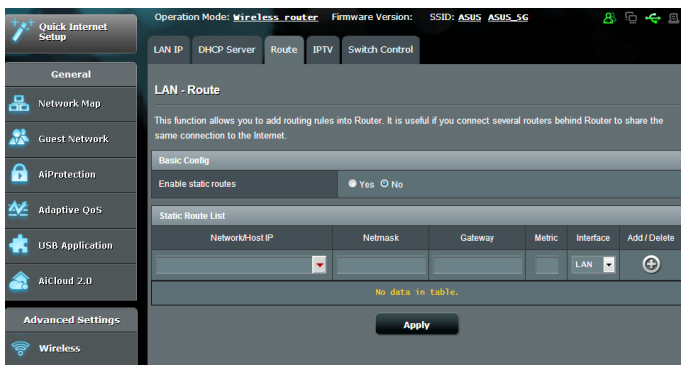 Quick Internet
Setup
Operation Mode: Wireless router Firmware Version: SSID: ASUS ASUS_5G
LAN IP DHCP Server Route IPTV Switch Control
General
Network Map
Guest Network
AiProtection
Adaptive QoS
USB Application
AiCloud 2.0
Advanced Settings
Wireless
LAN - Route
This function allows you to add routing rules into Router. It is useful if you connect several routers behind Router to share the
same connection to the Internet.
Basic Config
Enable static routes Yes No
Static Route List
Network/Host IP Netmask Gateway Metric Interface Add / Delete
LAN
No data in table.
Apply